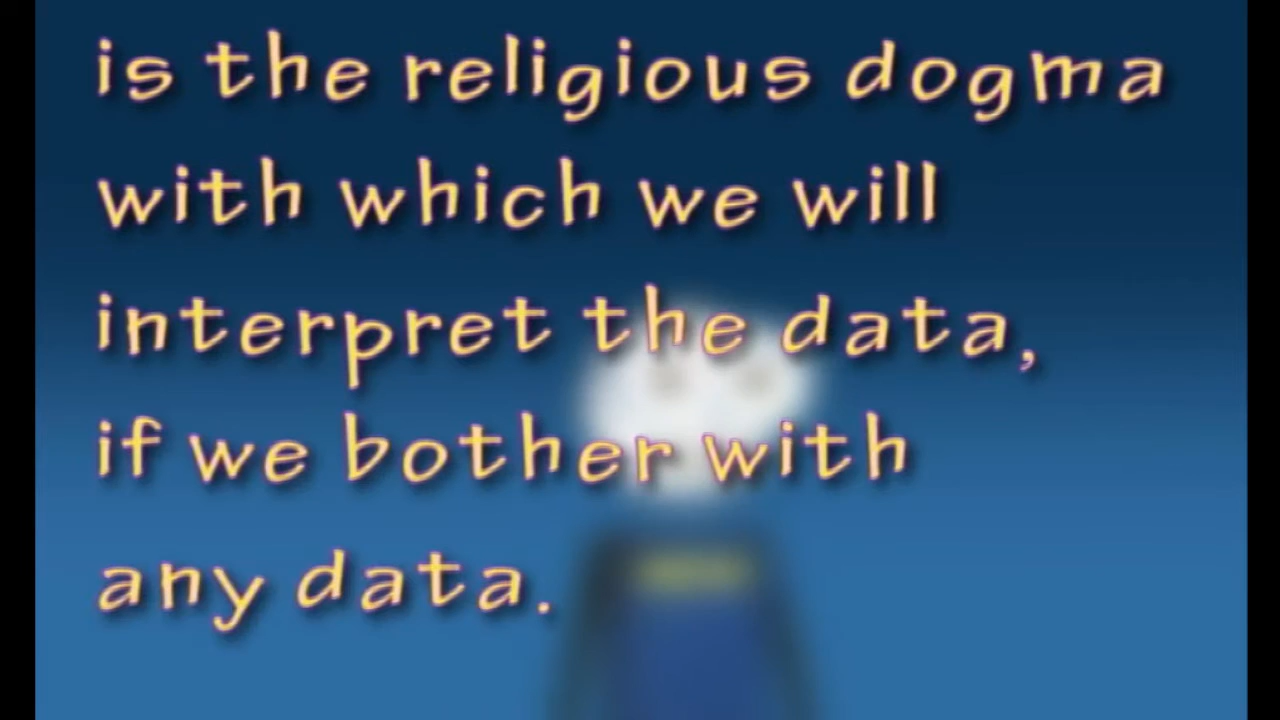 is the religious dogma
with which we will
interpret the data,
if we bother with
any data.